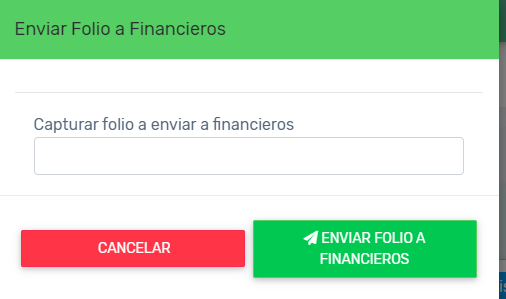 Enviar Folio a Financieros
Capturar folio a enviar a financieros
CANCELAR
ENVIAR FOLIO A
FINANCIEROS